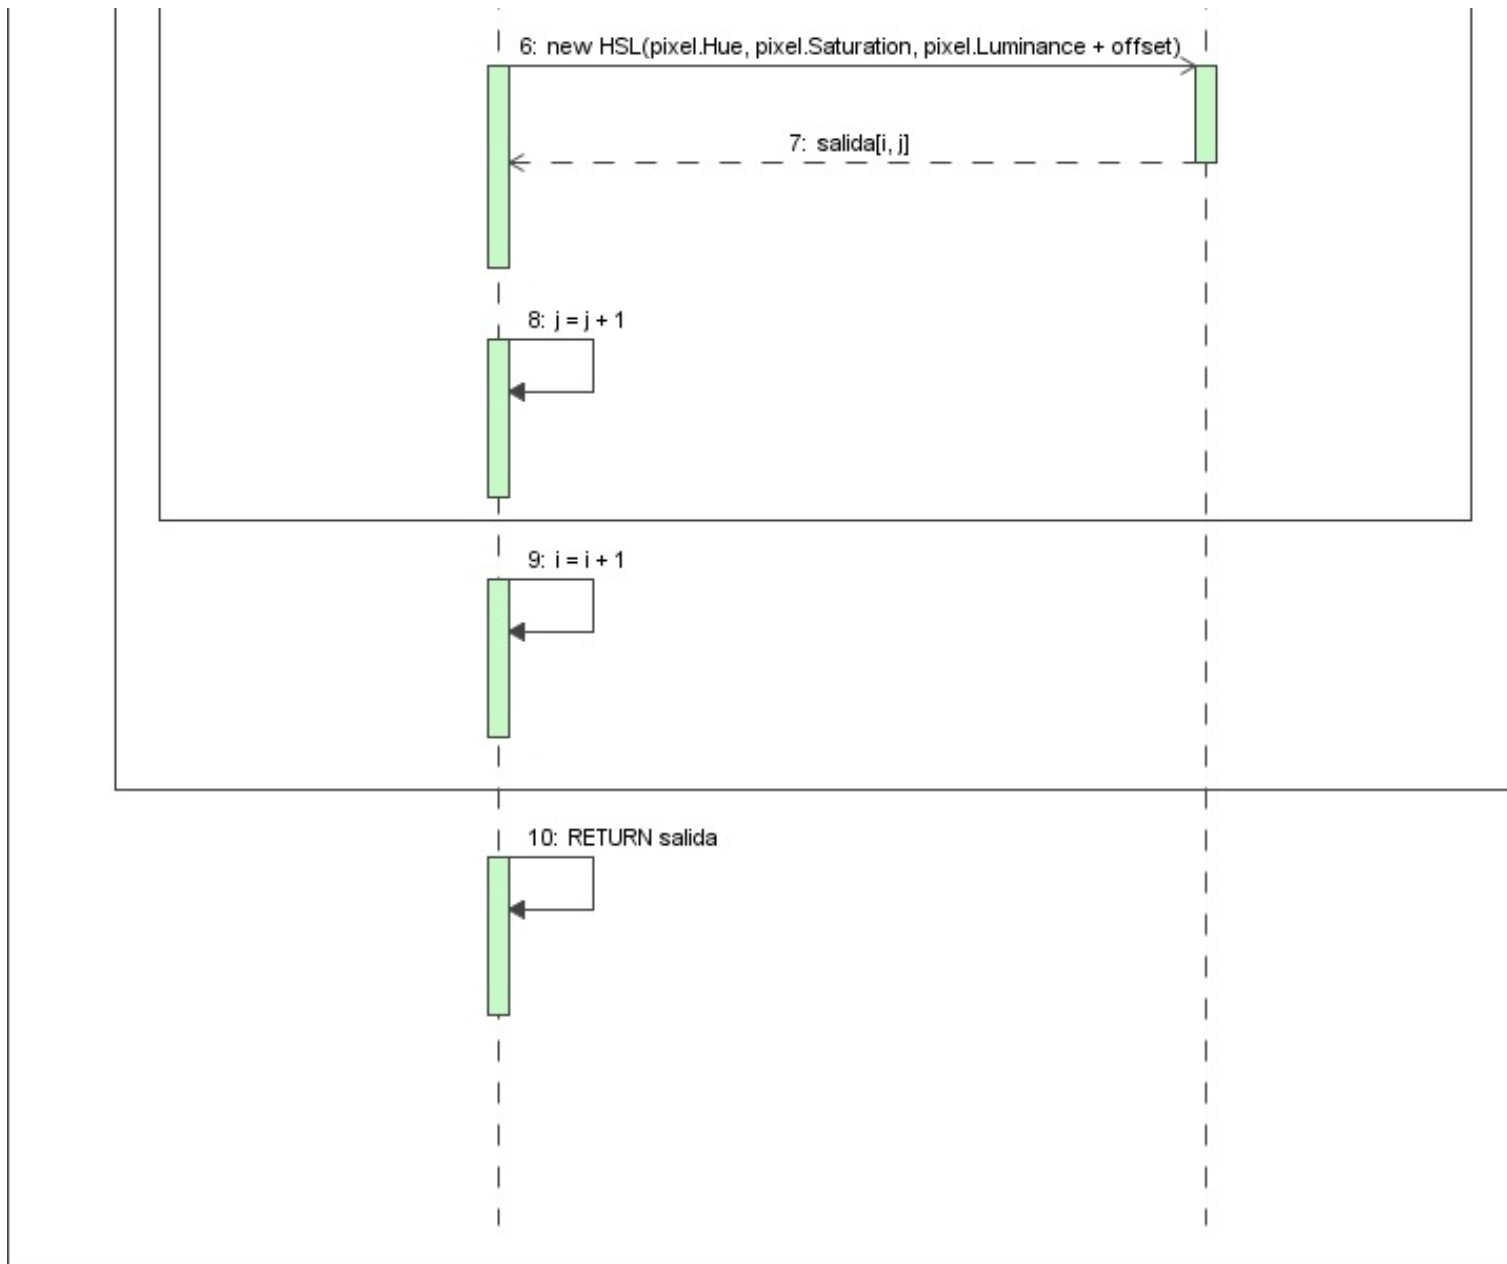 6: new HSL(pixel.Hue, pixel.Saturation, pixel.Luminance + offset)
7: salida[i, j]
8: j = j + 1
9: i = i + 1
10: RETURN salida